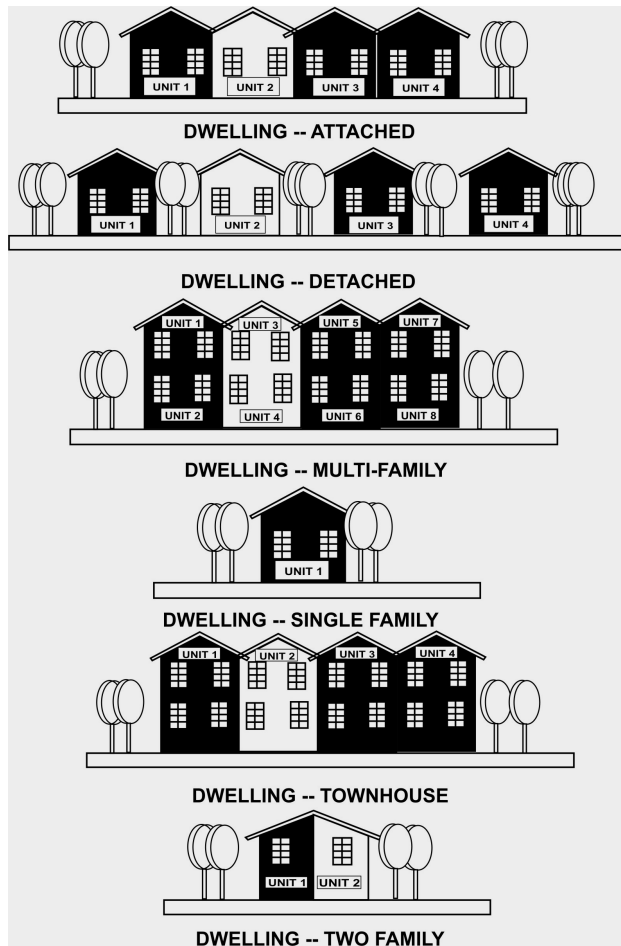 UNIT 1 UNIT 2 UNIT 3 UNIT 4
DWELLING -- ATTACHED
UNIT 1 UNIT 2 UNIT 3 UNIT 4
DWELLING -- DETACHED
UNIT 1 UNIT 3 UNIT 5 UNIT 7
UNIT 2 UNIT 4 UNIT 6 UNIT 8
DWELLING -- MULTI-FAMILY
UNIT 1
DWELLING -- SINGLE FAMILY
UNIT 1 UNIT 2 UNIT 3 UNIT 4
DWELLING -- TOWNHOUSE
UNIT 1 UNIT 2
DWELLING -- TWO FAMILY